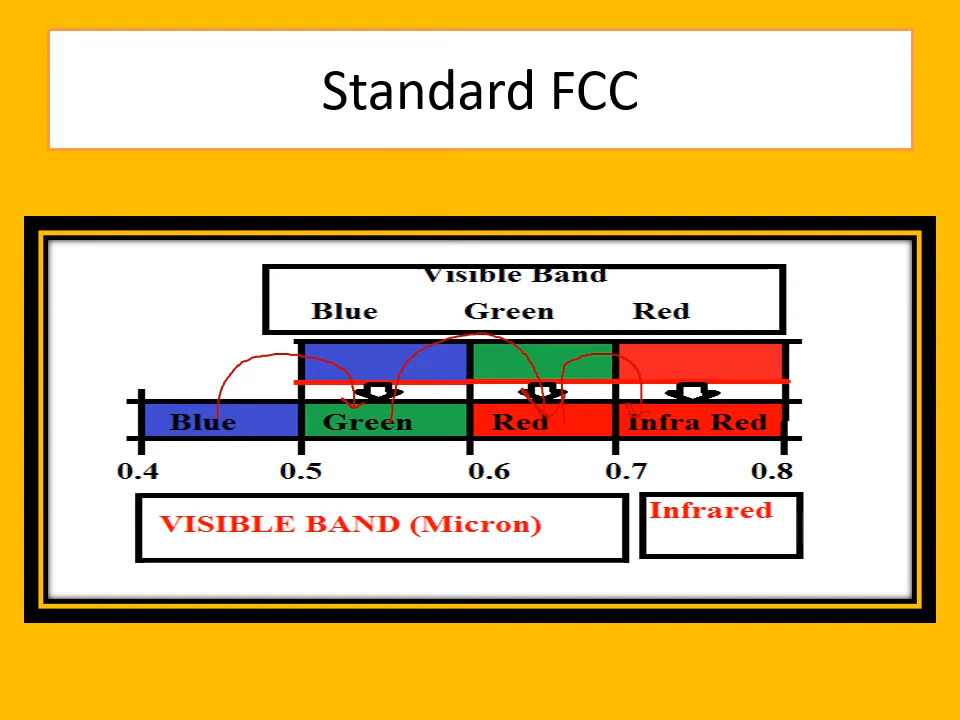 Standard FCC
Visible Band
Blue Green Red
Blue Green Red Infra Red
0.4 0.5 0.6 0.7 0.8
VISIBLE BAND (Micron) Infrared